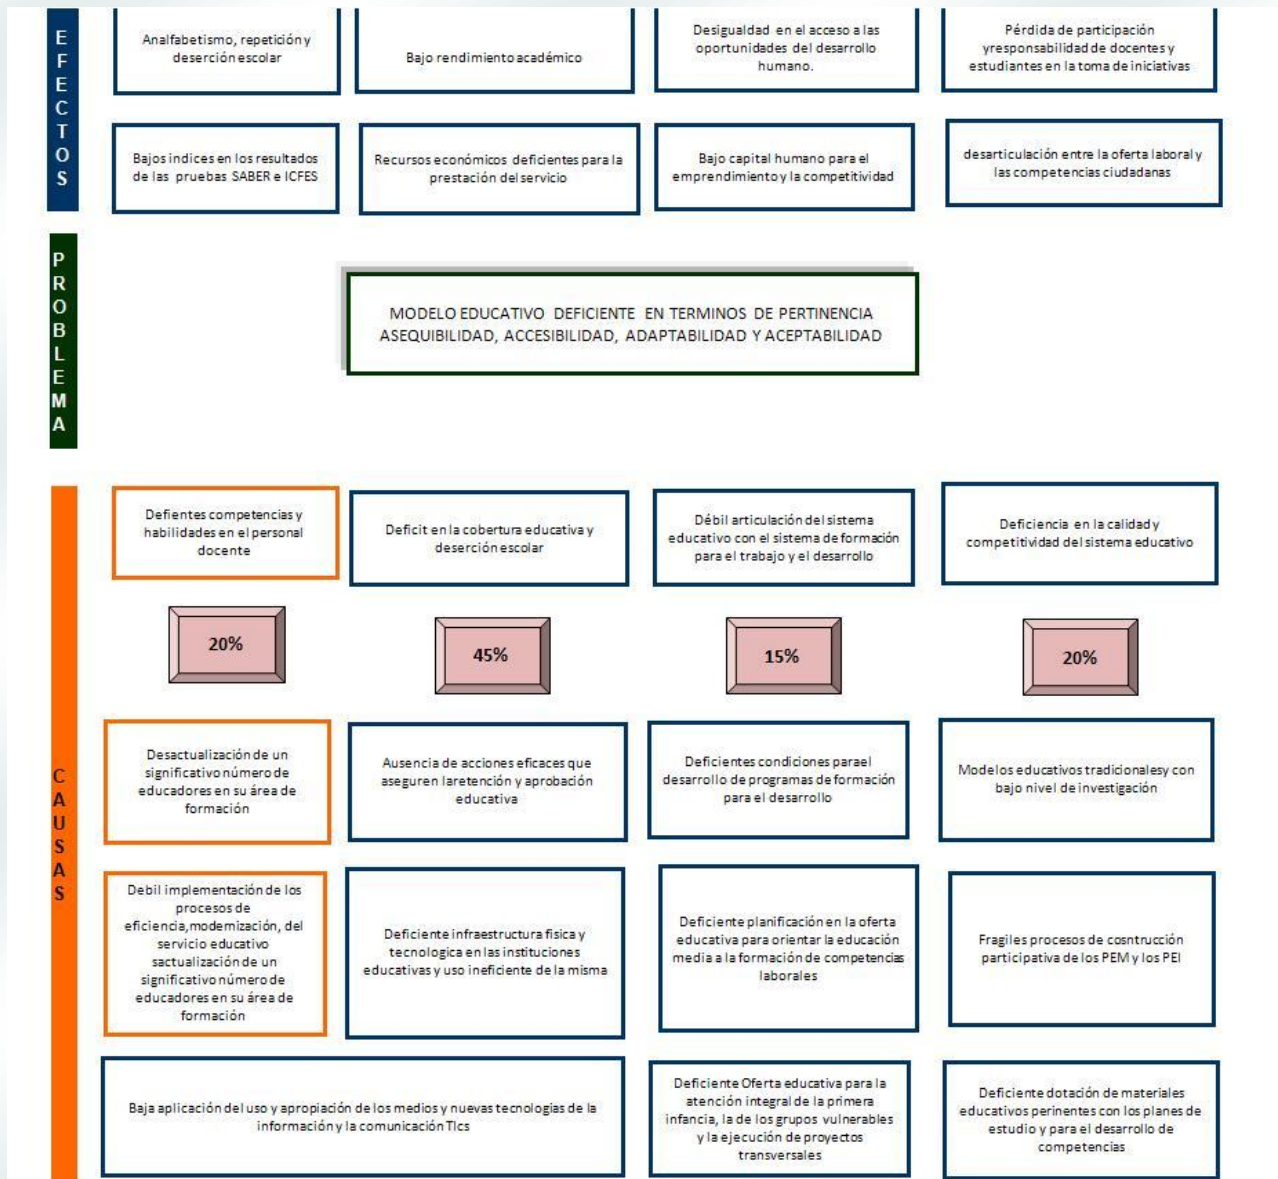 EFECTOS
Analfabetismo, repetición y
deserción escolar
Bajo rendimiento académico
Desigualdad en el acceso a las
oportunidades del desarrollo
humano.
Pérdida de participación
yresponsabilidad de docentes y
estudiantes en la toma de iniciativas
Bajos indices en los resultados
de las pruebas SABER e ICFES
Recursos económicos deficientes para la
prestación del servicio
Bajo capital humano para el
emprendimiento y la competitividad
desarticulación entre la oferta laboral y
las competencias ciudadanas
PROBLEMA
MODELO EDUCATIVO DEFICIENTE EN TERMINOS DE PERTINENCIA
ASEQUIBILIDAD, ACCESIBILIDAD, ADAPTABILIDAD Y ACEPTABILIDAD
CAUSAS
Defientes competencias y
habilidades en el personal
docente
Deficit en la cobertura educativa y
deserción escolar
Débil articulación del sistema
educativo con el sistema de formación
para el trabajo y el desarrollo
Deficiencia en la calidad y
competitividad del sistema educativo
20%
45%
15%
20%
Desactualización de un
significativo número de
educadores en su área de
formación
Ausencia de acciones eficaces que
aseguren laretención y aprobación
educativa
Deficientes condiciones parael
desarrollo de programas de formación
para el desarrollo
Modelos educativos tradicionalesy con
bajo nivel de investigación
Debil implementación de los
procesos de
eficiencia,modernización, del
servicio educativo
sactualización de un
significativo número de
educadores en su área de
formación
Deficiente infraestructura fisica y
tecnologica en las instituciones
educativas y uso ineficiente de la misma
Deficiente planificación en la oferta
educativa para orientar la educación
media a la formación de competencias
laborales
Fragiles procesos de cosntrucción
participativa de los PEM y los PEI
Baja aplicación del uso y apropiación de los medios y nuevas tecnologias de la
información y la comunicación TIcs
Deficiente Oferta educativa para la
atención integral de la primera
infancia, la de los grupos vulnerables
y la ejecución de proyectos
transversales
Deficiente dotación de materiales
educativos perinentes con los planes de
estudio y para el desarrollo de
competencias